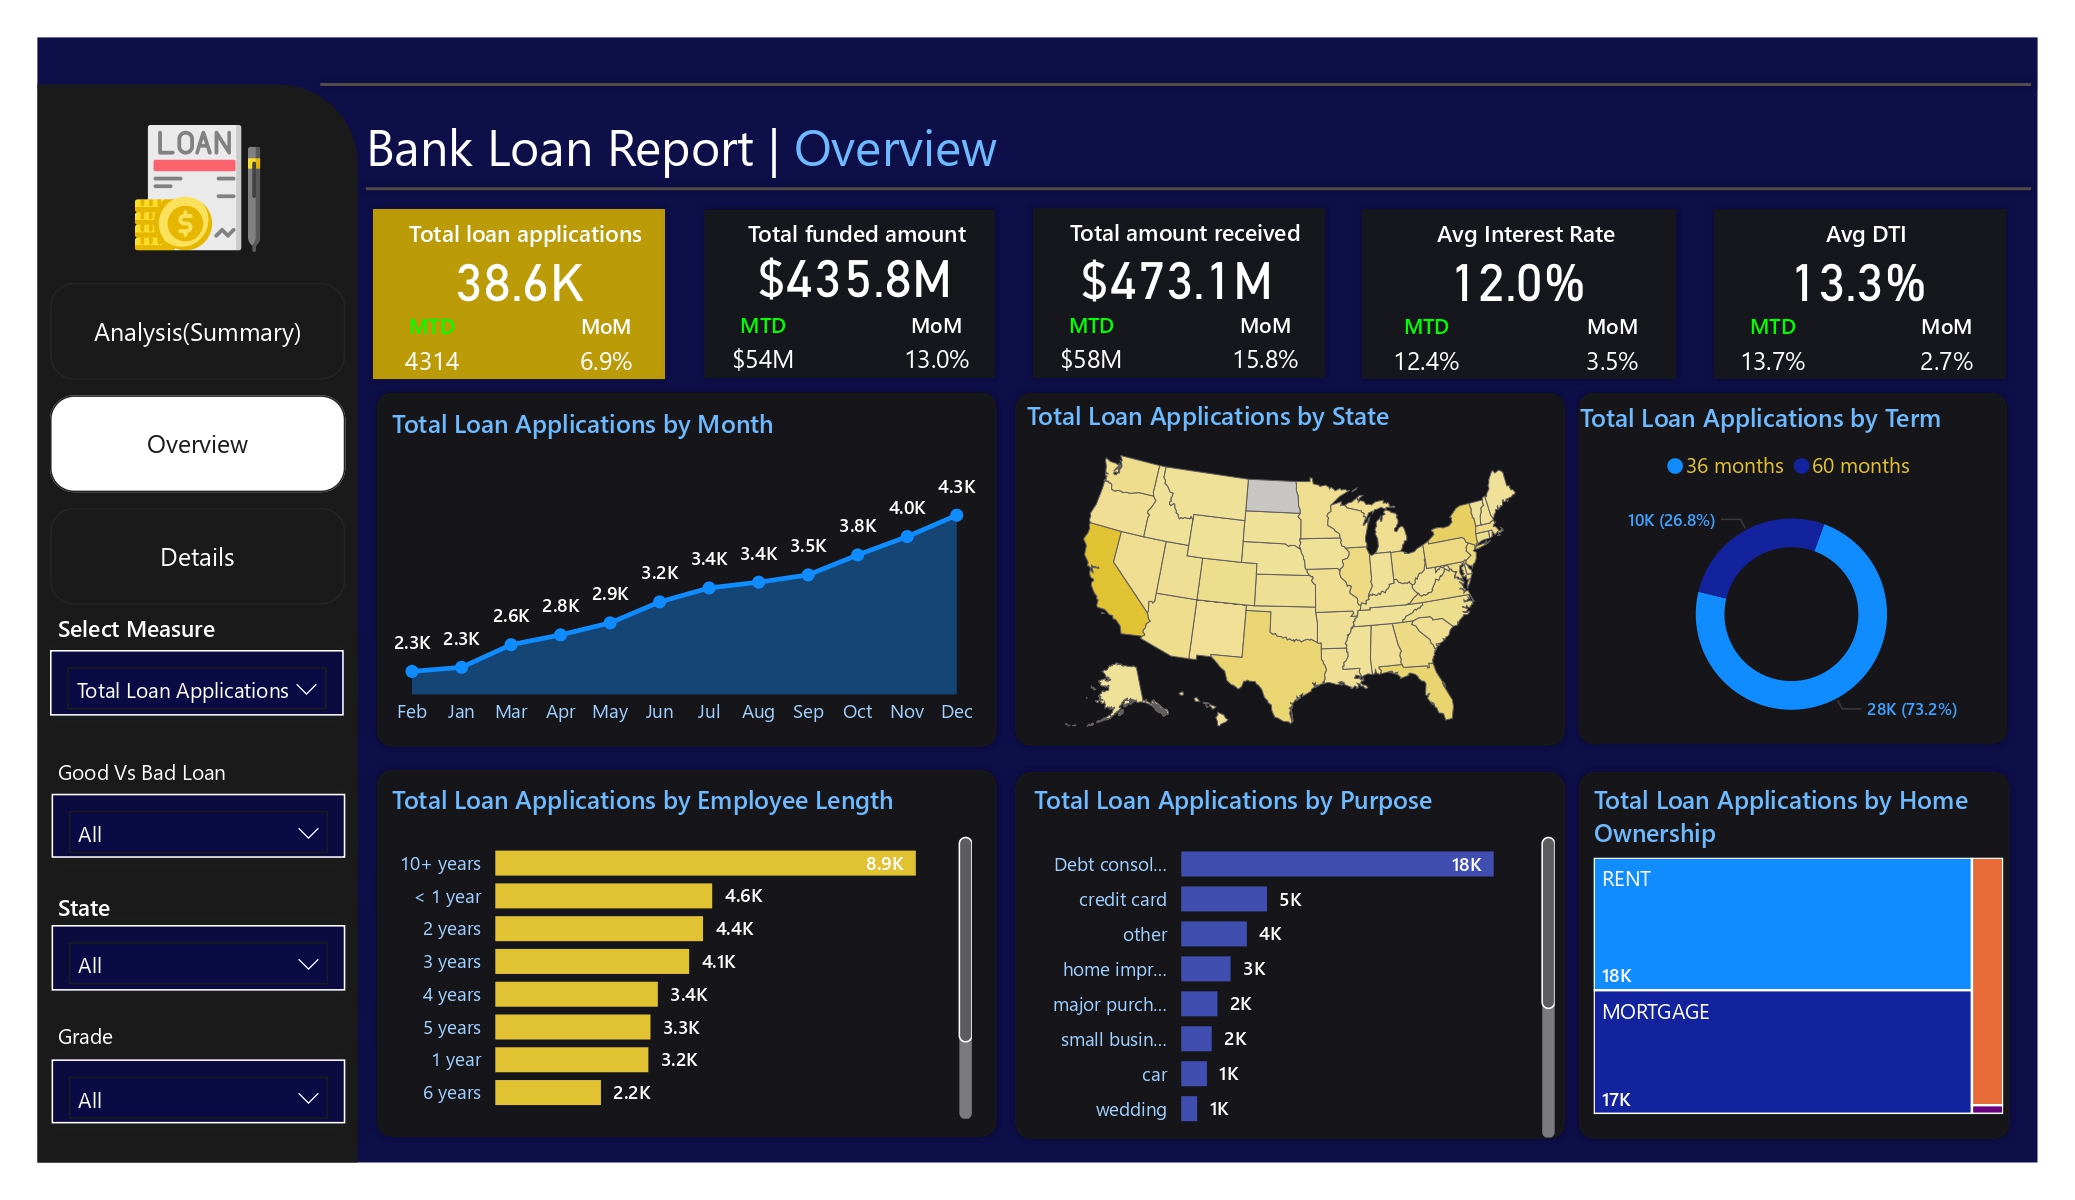 LOAN
Analysis(Summary)
Overview
Details
Select Measure
Total Loan Applications
Good Vs Bad Loan
All
State
All
Grade
All
Bank Loan Report | Overview
Total loan applications
38.6K
MTD MoM
4314 6.9%
Total funded amount
$435.8M
MTD MoM
$54M 13.0%
Total amount received
$473.1M
MTD MoM
$58M 15.8%
Avg Interest Rate
12.0%
MTD MoM
12.4% 3.5%
Avg DTI
13.3%
MTD MoM
13.7% 2.7%
Total Loan Applications by Month
2.3K 2.3K 2.6K 2.8K 2.9K 3.2K 3.4K 3.4K 3.5K 3.8K 4.0K 4.3K
Feb Jan Mar Apr May Jun Jul Aug Sep Oct Nov Dec
Total Loan Applications by State
Total Loan Applications by Term
36 months 60 months
10K (26.8%)
28K (73.2%)
Total Loan Applications by Employee Length
10+ years 8.9K
< 1 year 4.6K
2 years 4.4K
3 years 4.1K
4 years 3.4K
5 years 3.3K
1 year 3.2K
6 years 2.2K
Total Loan Applications by Purpose
Debt consol... 18K
credit card 5K
other 4K
home impr... 3K
major purch... 2K
small busin... 2K
car 1K
wedding 1K
Total Loan Applications by Home
Ownership
RENT
18K
MORTGAGE
17K